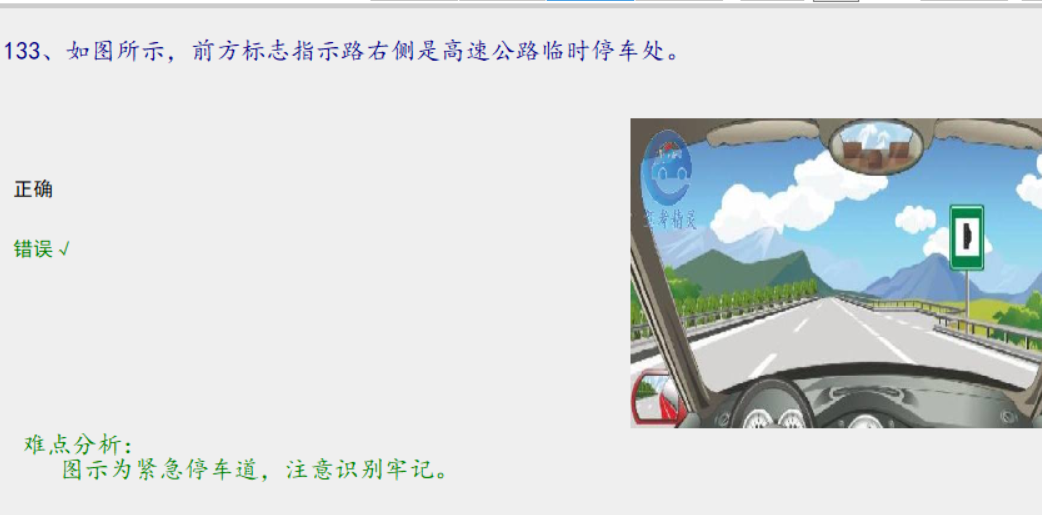 133、如图所示，前方标志指示路右侧是高速公路临时停车处。
正确
错误√
难点分析：
图示为紧急停车道，注意识别牢记。